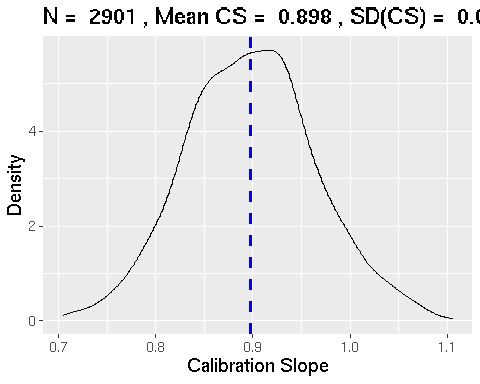 N = 2901 , Mean CS = 0.898 , SD(CS) =
Density
4
2
0
0.7 0.8 0.9 1.0 1.1
Calibration Slope